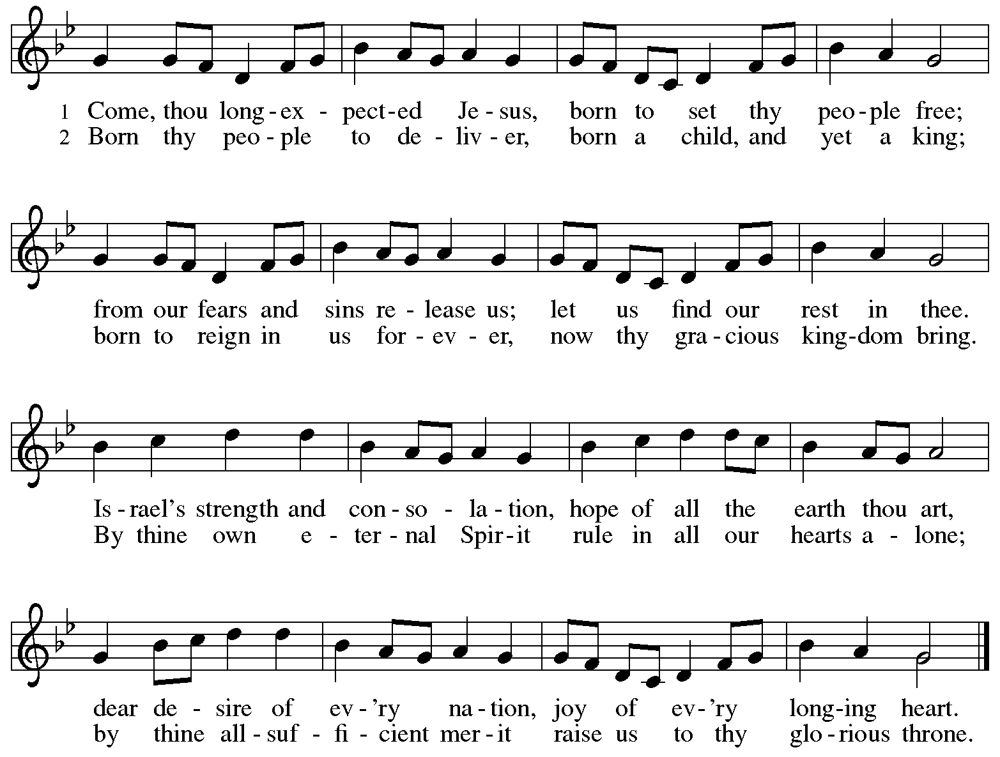 1 Come, thou long-ex-pect-ed Je-sus, born to set thy peo-ple free;
2 Born thy peo-ple to de-liv-er, born a child, and yet a king;
from our fears and sins re-lease us; let us find our rest in thee.
born to reign in us for-ev-er, now thy gra-cious king-dom bring.
Is-rael's strength and con-so-la-tion, hope of all the earth thou art,
By thine own e-ter-nal Spir-it rule in all our hearts a-lone;
dear de-sire of ev-'ry na-tion, joy of ev-'ry long-ing heart.
by thine all-suf-fi-cient mer-it raise us to thy glo-rious throne.